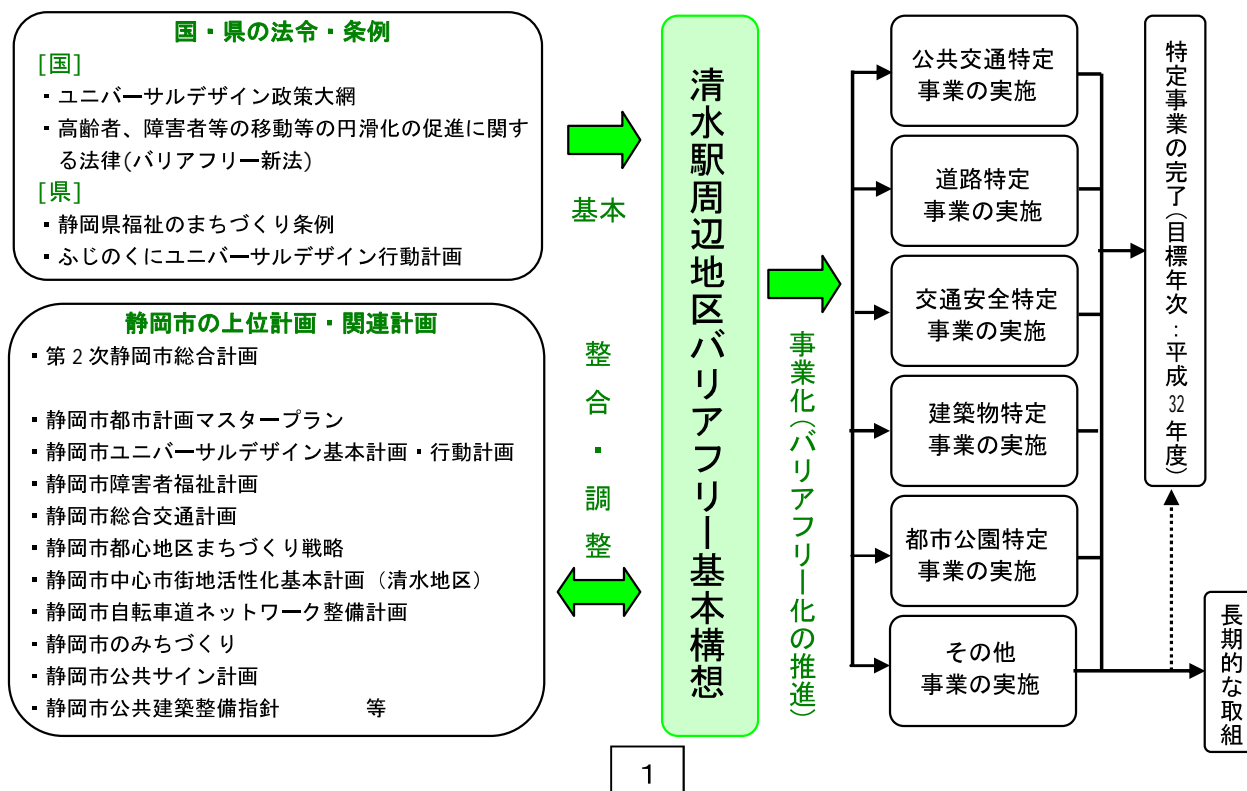 国・県の法令・条例
[国]
・ユニバーサルデザイン政策大綱
・高齢者、障害者等の移動等の円滑化の促進に関す
る法律(バリアフリー新法)
[県]
・静岡県福祉のまちづくり条例
・ふじのくにユニバーサルデザイン行動計画
静岡市の上位計画・関連計画
・第2次静岡市総合計画
・静岡市都市計画マスタープラン
・静岡市ユニバーサルデザイン基本計画・行動計画
・静岡市障害者福祉計画
・静岡市総合交通計画
・静岡市都心地区まちづくり戦略
・静岡市中心市街地活性化基本計画（清水地区）
・静岡市自転車道ネットワーク整備計画
・静岡市のみちづくり
・静岡市公共サイン計画
・静岡市公共建築整備指針 等
基本
整合・調整
清水駅周辺地区バリアフリー基本構想
事業化（バリアフリー化の推進）
公共交通特定
事業の実施
道路特定
事業の実施
交通安全特定
事業の実施
建築物特定
事業の実施
都市公園特定
事業の実施
その他
事業の実施
特定事業の完了（目標年次：平成32年度）
長期的な取組
1